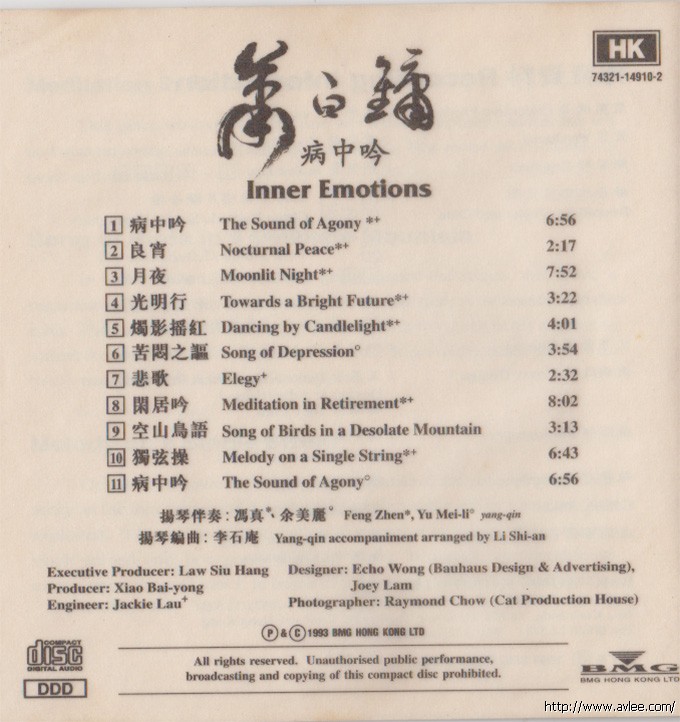 HK
74321-14910-2
蕭白鏞
病中吟
Inner Emotions
1 病中吟 The Sound of Agony *+ 6:56
2 良宵 Nocturnal Peace*+ 2:17
3 月夜 Moonlit Night*+ 7:52
4 光明行 Towards a Bright Future*+ 3:22
5 燭影摇紅 Dancing by Candlelight*+ 4:01
6 苦悶之謳 Song of Depression° 3:54
7 悲歌 Elegy+ 2:32
8 閑居吟 Meditation in Retirement*+ 8:02
9 空山鳥語 Song of Birds in a Desolate Mountain 3:13
10 獨弦操 Melody on a Single String*+ 6:43
11 病中吟 The Sound of Agony° 6:56
揚琴伴奏:馮真*、余美麗° Feng Zhen*, Yu Mei-li° yang-qin
揚琴編曲:李石庵 Yang-qin accompaniment arranged by Li Shi-an
Executive Producer: Law Siu Hang
Producer: Xiao Bai-yong
Engineer: Jackie Lau+
Designer: Echo Wong (Bauhaus Design & Advertising),
Joey Lam
Photographer: Raymond Chow (Cat Production House)
Ⓟ & Ⓒ 1993 BMG HONG KONG LTD
COMPACT
disc
DIGITAL AUDIO
DDD
All rights reserved. Unauthorised public performance,
broadcasting and copying of this compact disc prohibited.
BMG
BMG HONG KONG LTD
http://www.avlee.com/